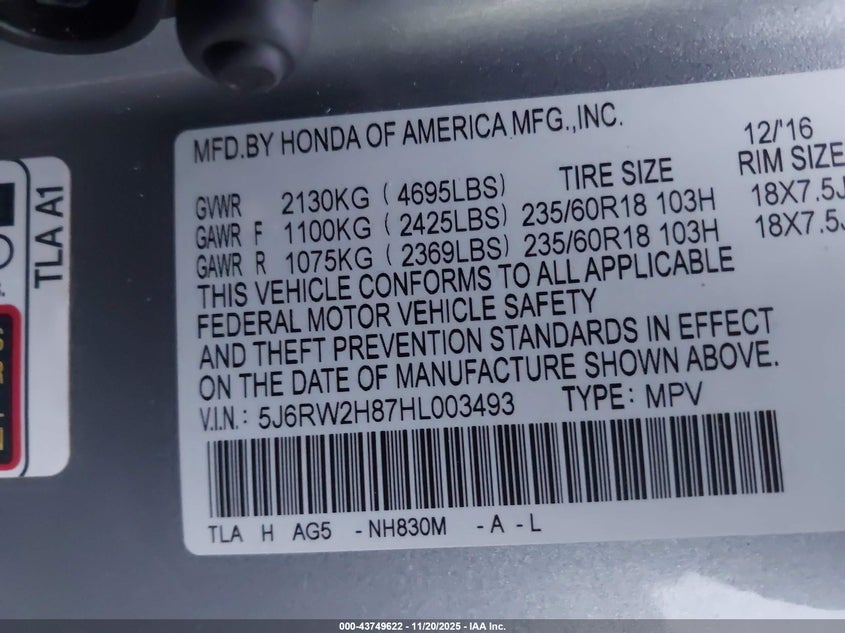 MFD.BY HONDA OF AMERICA MFG.,INC.
12/'16
TIRE SIZE RIM SIZE
GVWR 2130KG ( 4695LBS)
GAWR F 1100KG ( 2425LBS) 235/60R18 103H 18X7.5J
GAWR R 1075KG ( 2369LBS) 235/60R18 103H 18X7.5J
THIS VEHICLE CONFORMS TO ALL APPLICABLE
FEDERAL MOTOR VEHICLE SAFETY
AND THEFT PREVENTION STANDARDS IN EFFECT
ON THE DATE OF MANUFACTURE SHOWN ABOVE.
V.I.N.: 5J6RW2H87HL003493 TYPE: MPV
TLA H AG5 -NH830M -A-L
TLA A1
000-43749622 - 11/20/2025 - IAA Inc.